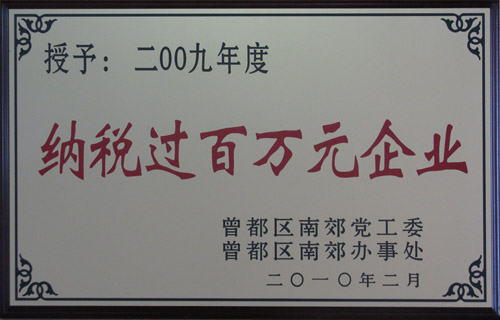 授予：二00九年度
纳税过百万元企业
曾都区南郊党工委
曾都区南郊办事处
二〇一〇年二月